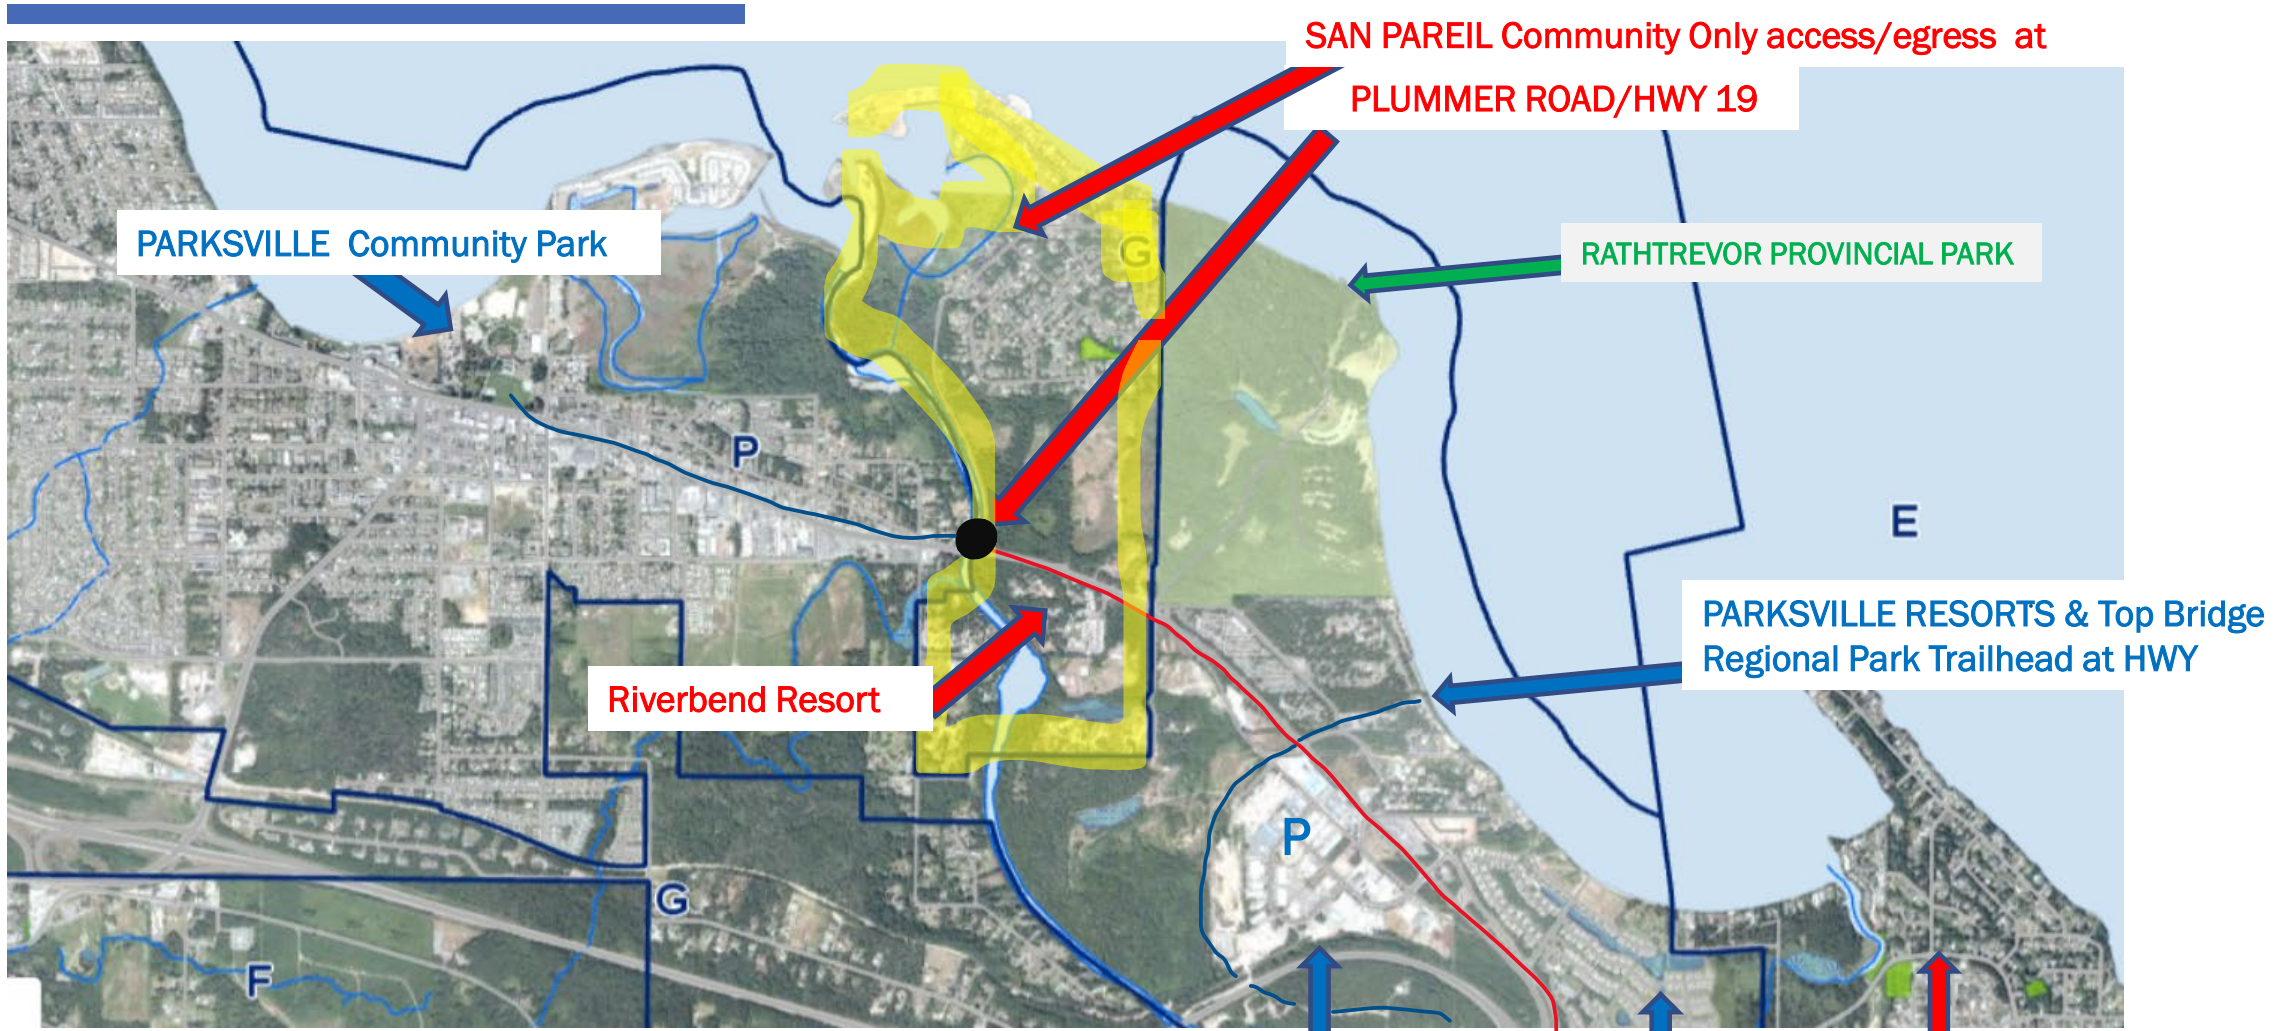 SAN PAREIL Community Only access/egress at
PLUMMER ROAD/HWY 19
PARKSVILLE Community Park
G
RATHTREVOR PROVINCIAL PARK
P
E
PARKSVILLE RESORTS & Top Bridge
Regional Park Trailhead at HWY
Riverbend Resort
P
G
F